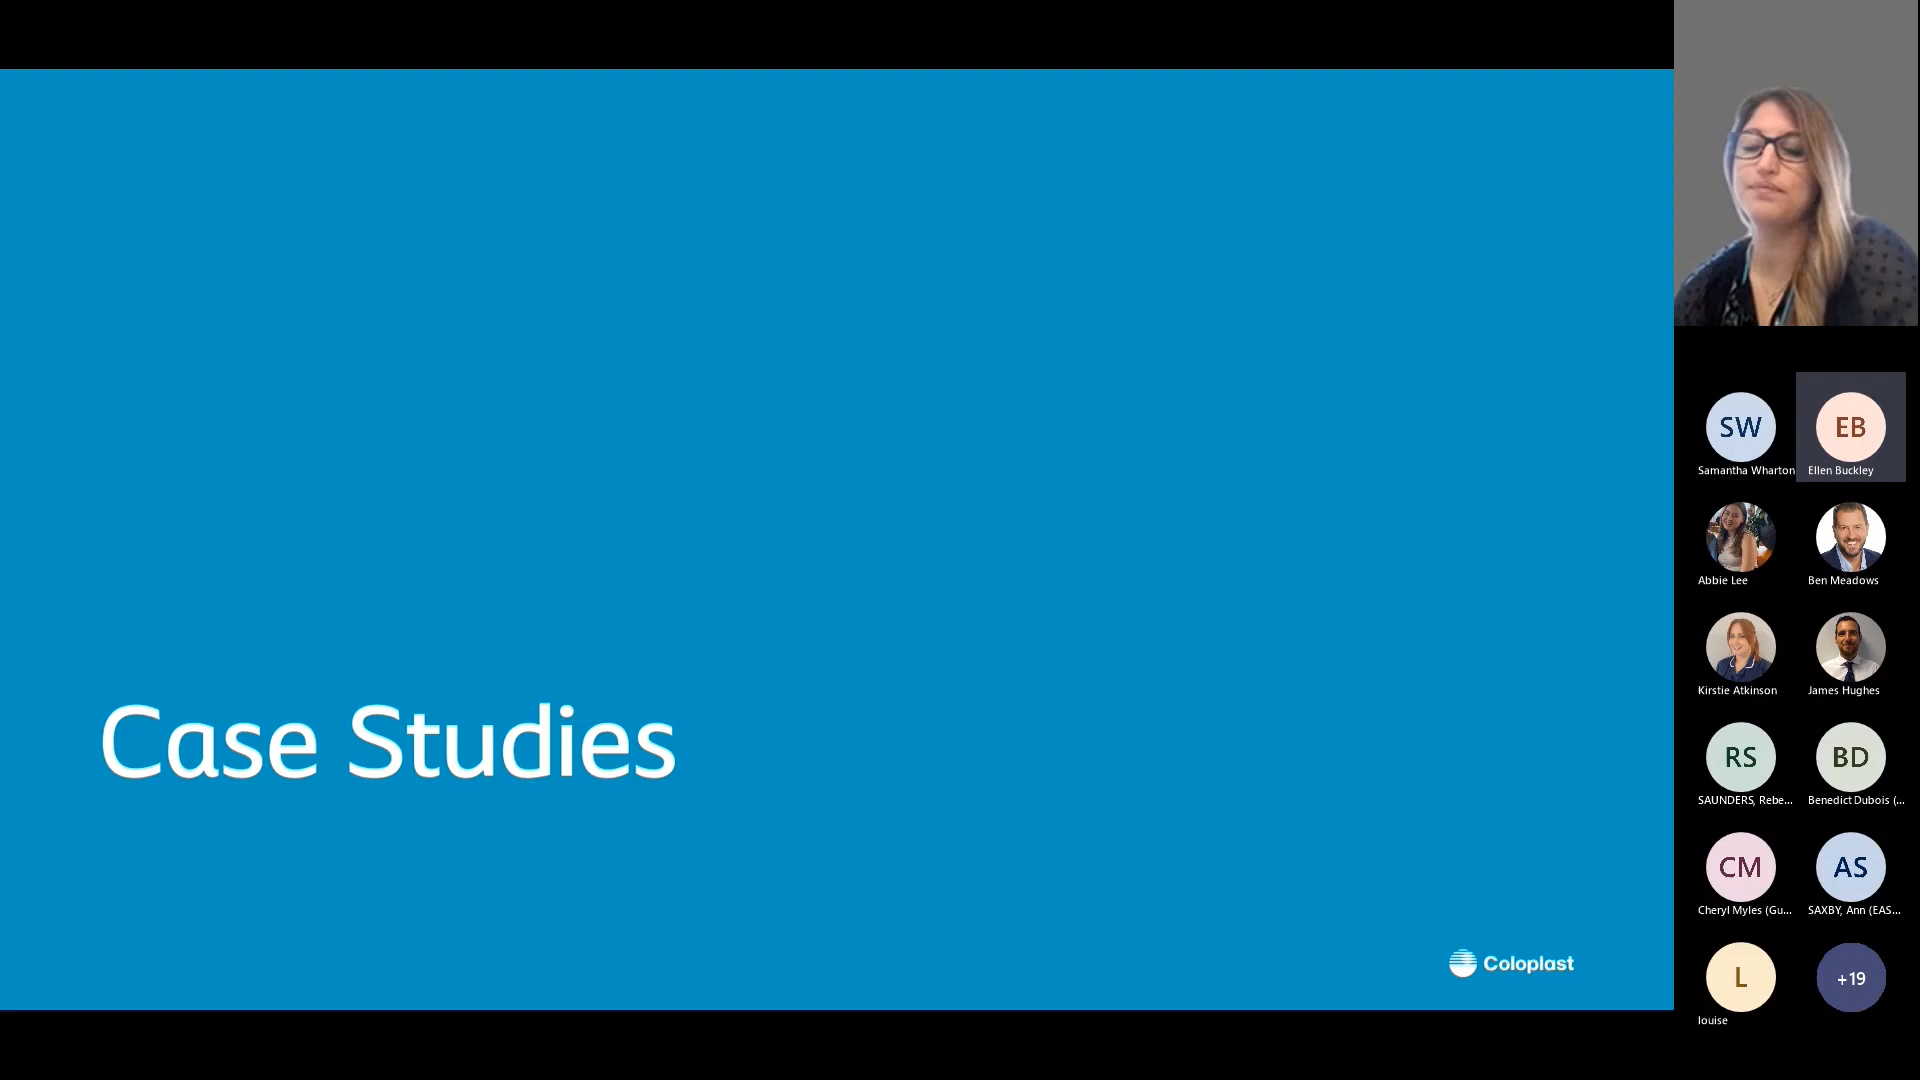 Case Studies
Coloplast
SW
EB
Samantha Wharton
Ellen Buckley
Abbie Lee
Ben Meadows
Kirstie Atkinson
James Hughes
RS
BD
SAUNDERS, Rebe...
Benedict Dubois (...
CM
AS
Cheryl Myles (Gu...
SAXBY, Ann (EAS...
L
+19
louise